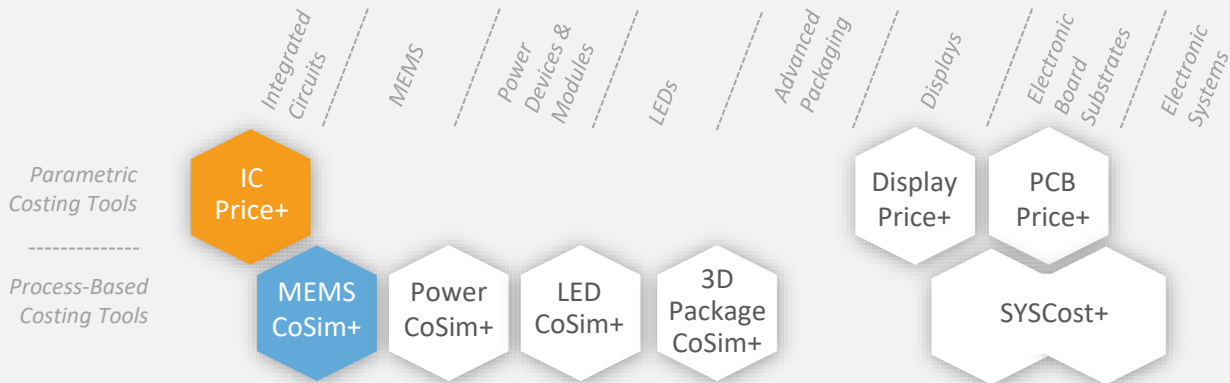 Integrated
Circuits
MEMS
Power
Devices &
Modules
LEDs
Advanced
Packaging
Displays
Electronic
Board
Substrates
Electronic
Systems
Parametric
Costing Tools
IC
Price+
Display
Price+
PCB
Price+
Process-Based
Costing Tools
MEMS
CoSim+
Power
CoSim+
LED
CoSim+
3D
Package
CoSim+
SYSCost+